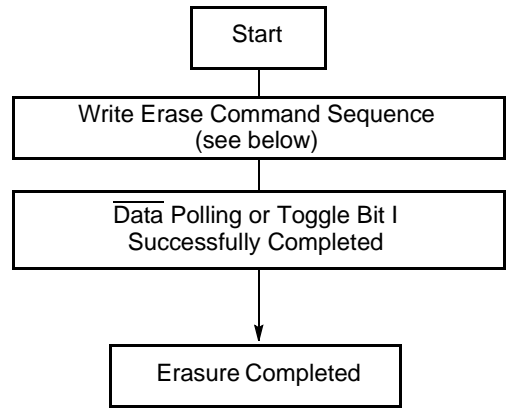 Start
Write Erase Command Sequence
(see below)
Data Polling or Toggle Bit I
Successfully Completed
Erasure Completed